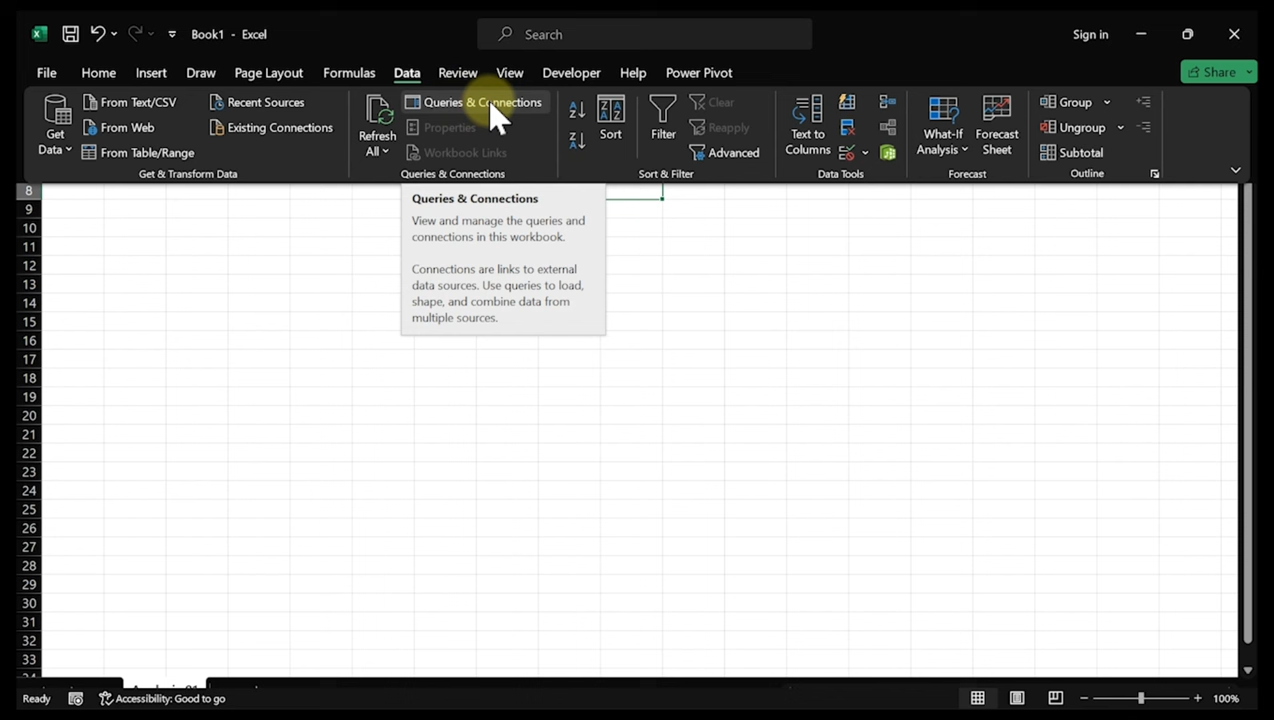 Book1 - Excel
Search
Sign in
File Home Insert Draw Page Layout Formulas Data Review View Developer Help Power Pivot
Share
Get Data
From Text/CSV
From Web
From Table/Range
Recent Sources
Existing Connections
Get & Transform Data
Refresh All
Queries & Connections
Properties
Workbook Links
Queries & Connections
Sort
Filter
Clear
Reapply
Advanced
Sort & Filter
Text to Columns
Data Tools
What-If Analysis
Forecast Sheet
Forecast
Group
Ungroup
Subtotal
Outline
Queries & Connections
View and manage the queries and
connections in this workbook.
Connections are links to external
data sources. Use queries to load,
shape, and combine data from
multiple sources.
8
9
10
11
12
13
14
15
16
17
18
19
20
21
22
23
24
25
26
27
28
29
30
31
32
33
Ready
Accessibility: Good to go
100%